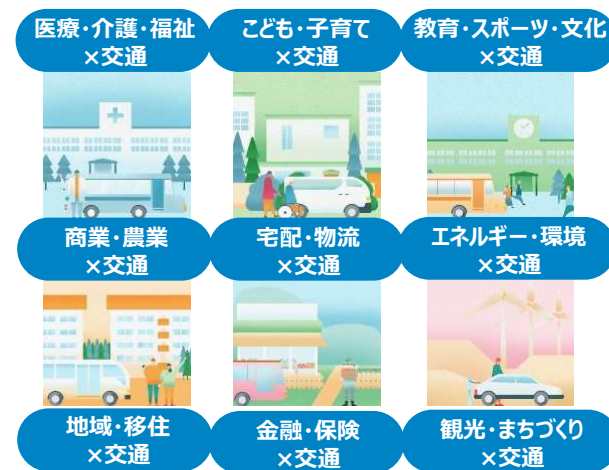 医療・介護・福祉
×交通
こども・子育て
×交通
教育・スポーツ・文化
×交通
商業・農業
×交通
宅配・物流
×交通
エネルギー・環境
×交通
地域・移住
×交通
金融・保険
×交通
観光・まちづくり
×交通